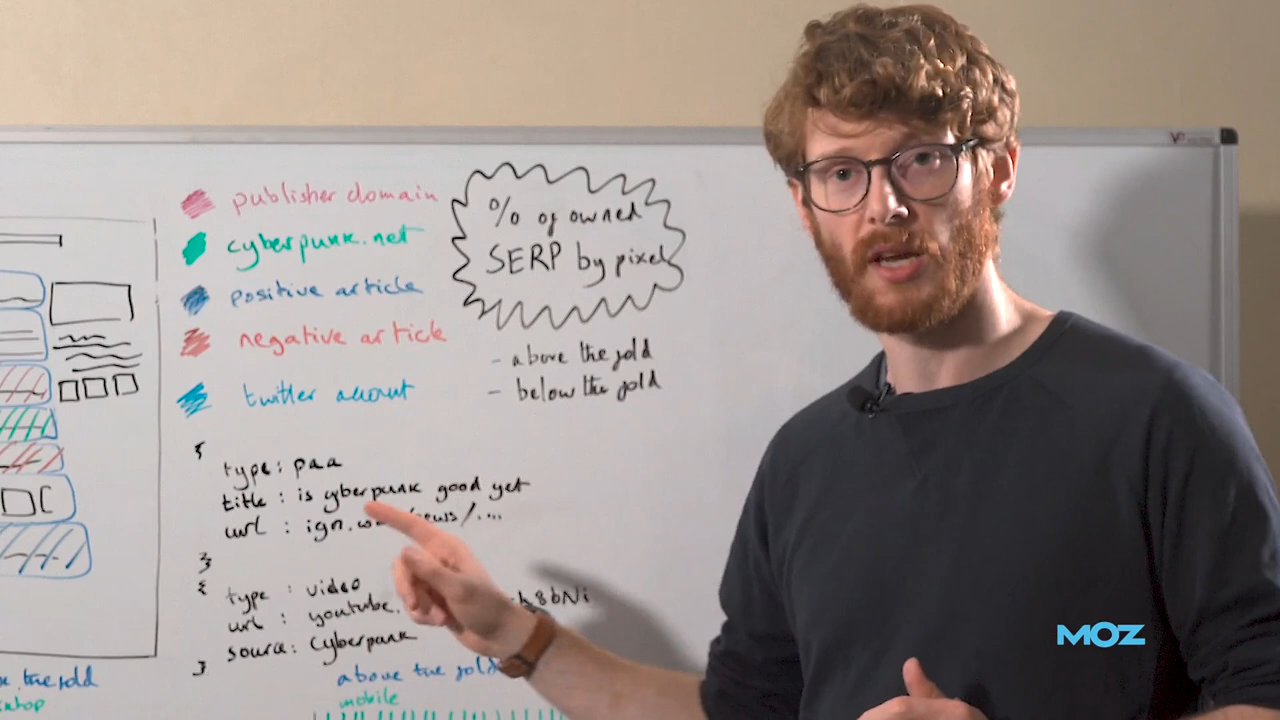 publisher domain
cyberpunk.net
positive article
negative article
twitter account
% of owned
SERP by pixel
- above the fold
- below the fold
{
type: paa
title: is cyberpunk good yet
url: ign. /....
}
{
type: video
url: youtube. h8bNi
source: Cyberpunk
}
the fold
above the fold
mobile
MOZ